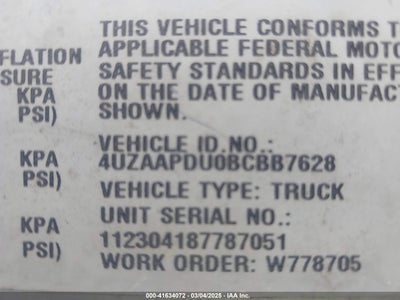 THIS VEHICLE CONFORMS T
FLATION APPLICABLE FEDERAL MOTO
SURE SAFETY STANDARDS IN EFF
KPA ON THE DATE OF MANUFACT
PSI) SHOWN.
VEHICLE ID.NO.:
KPA 4UZAAPDU0BCBB7628
PSI) VEHICLE TYPE: TRUCK
KPA UNIT SERIAL NO.:
PSI) 112304187787051
WORK ORDER: W778705
000-41634072 - 03/04/2025 - IAA Inc.